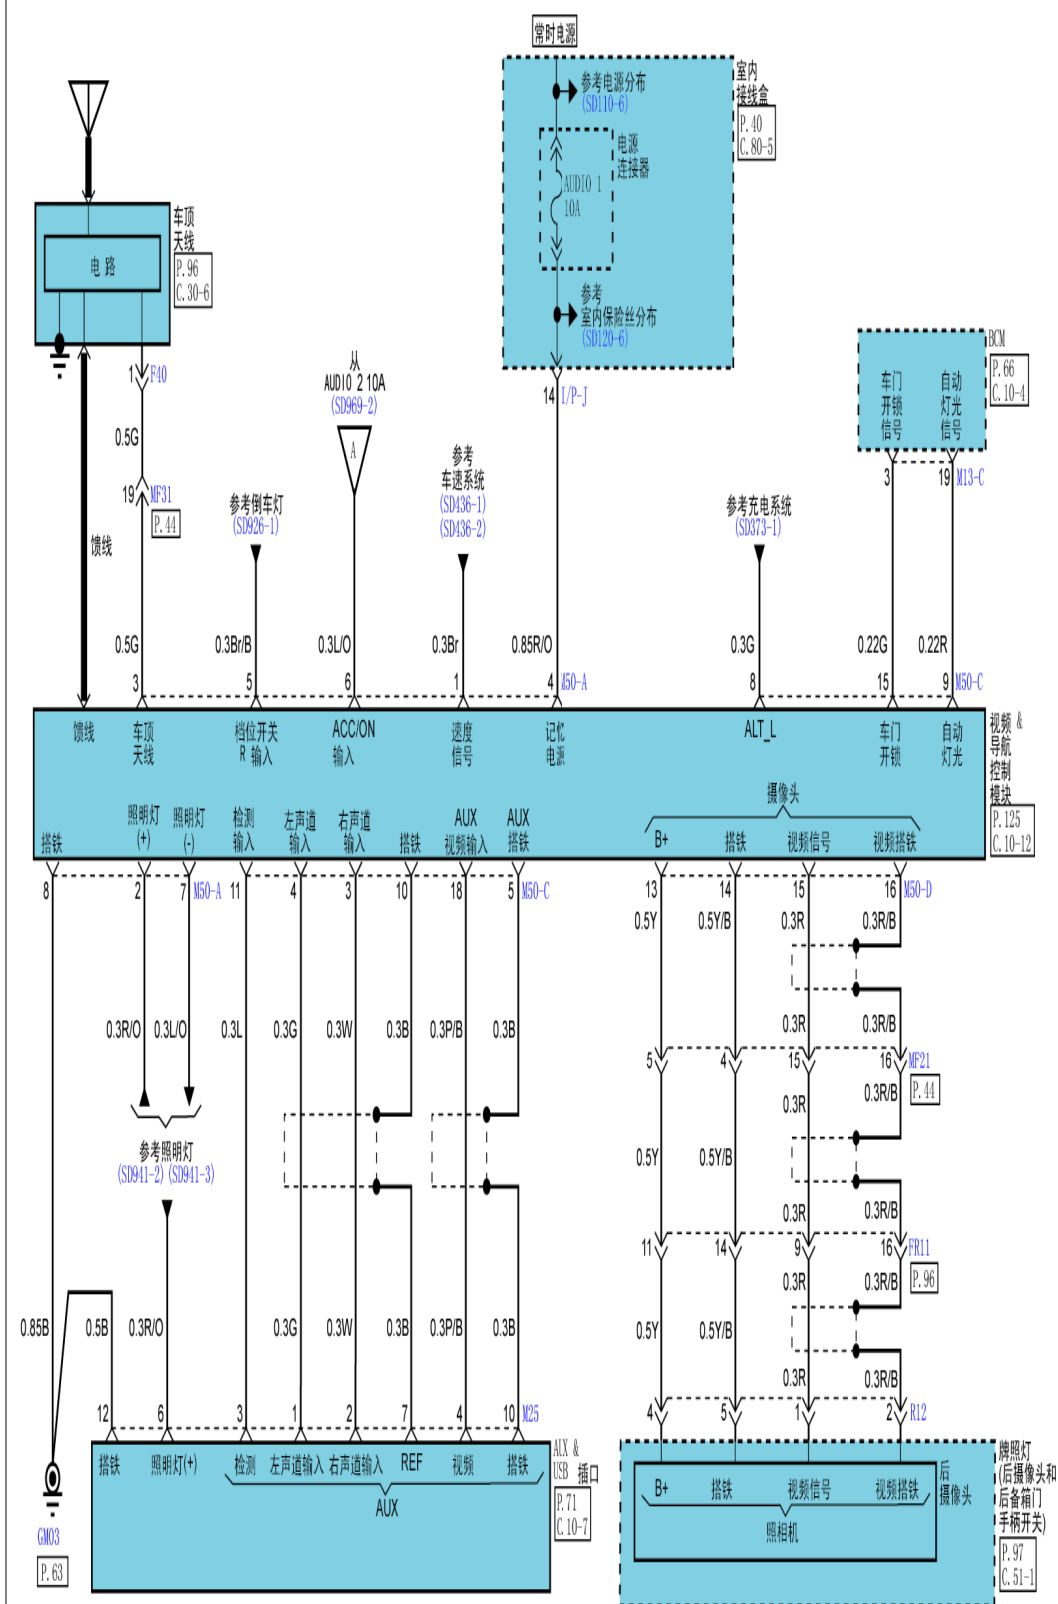 常时电源
参考电源分布
(SD110-6)
室内
接线盒
P.40
C.80-5
电源
连接器
AUDIO 1
10A
参考
室内保险丝分布
(SD120-6)
14 I/P-J
车顶
天线
P.96
C.30-6
电路
1 F40
0.5G
19 MF31
P.44
馈线
从
AUDIO 2 10A
(SD969-2)
A
参考倒车灯
(SD926-1)
参考
车速系统
(SD436-1)
(SD436-2)
参考充电系统
(SD373-1)
BCM
P.66
C.10-4
车门
开锁
信号
自动
灯光
信号
3 19 M13-C
0.5G 0.3Br/B 0.3L/O 0.3Br 0.85R/O 0.3G 0.22G 0.22R
3 5 6 1 4 M50-A 8 15 9 M50-C
馈线
车顶
天线
档位开关
R 输入
ACC/ON
输入
速度
信号
记忆
电源
ALT_L
车门
开锁
自动
灯光
视频 &
导航
控制
模块
P.125
C.10-12
搭铁
照明灯
(+)
照明灯
(-)
检测
输入
左声道
输入
右声道
输入
搭铁
AUX
视频输入
AUX
搭铁
摄像头
B+ 搭铁 视频信号 视频搭铁
8 2 7 M50-A 11 4 3 10 18 5 M50-C 13 14 15 16 M50-D
0.5Y 0.5Y/B 0.3R 0.3R/B
0.3R/O 0.3L/O 0.3L 0.3G 0.3W 0.3B 0.3P/B 0.3B 0.3R 0.3R/B
5 4 15 16 MF21
P.44
0.3R 0.3R/B
参考照明灯
(SD941-2) (SD941-3)
0.5Y 0.5Y/B
0.3R 0.3R/B
11 14 9 16 FR11
P.96
0.3R 0.3R/B
0.85B 0.5B 0.3R/O 0.3G 0.3W 0.3B 0.3P/B 0.3B 0.5Y 0.5Y/B
0.3R 0.3R/B
12 6 3 1 2 7 4 10 M25 4 5 1 2 R12
搭铁 照明灯(+) 检测 左声道输入 右声道输入 REF 视频 搭铁
AUX
AUX &
USB 插口
P.71
C.10-7
GM03
P.63
B+ 搭铁 视频信号 视频搭铁
照相机
后
摄像头
牌照灯
(后摄像头和
后备箱门
手柄开关)
P.97
C.51-1